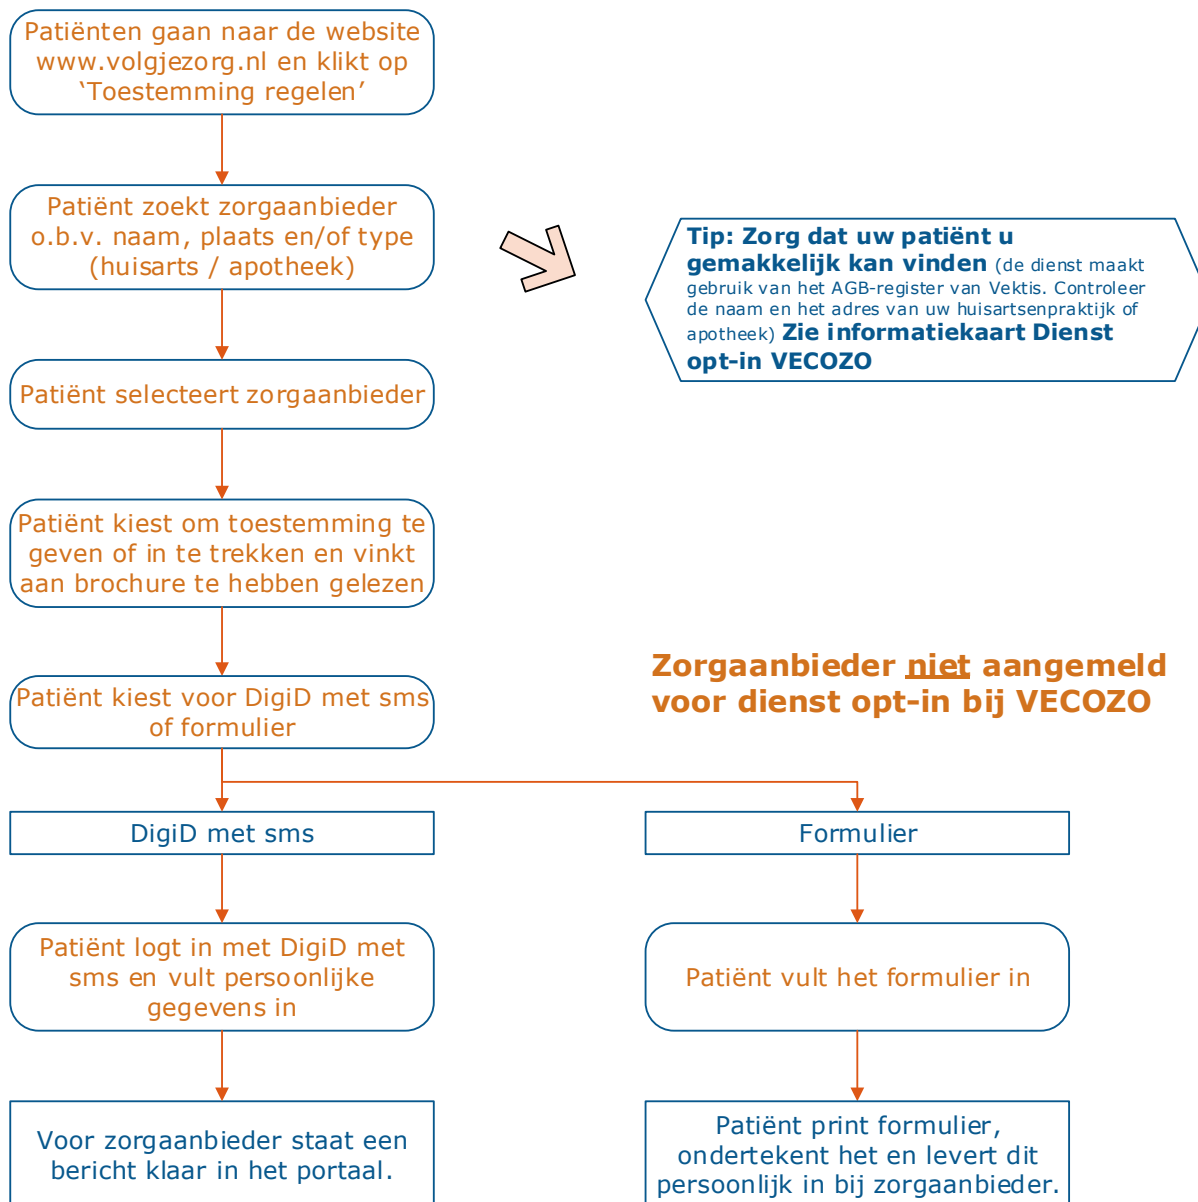 Patiënten gaan naar de website
www.volgjezorg.nl en klikt op
‘Toestemming regelen’
Patiënt zoekt zorgaanbieder
o.b.v. naam, plaats en/of type
(huisarts / apotheek)
Tip: Zorg dat uw patiënt u
gemakkelijk kan vinden (de dienst maakt
gebruik van het AGB-register van Vektis. Controleer
de naam en het adres van uw huisartsenpraktijk of
apotheek) Zie informatiekaart Dienst
opt-in VECOZO
Patiënt selecteert zorgaanbieder
Patiënt kiest om toestemming te
geven of in te trekken en vinkt
aan brochure te hebben gelezen
Zorgaanbieder niet aangemeld
voor dienst opt-in bij VECOZO
Patiënt kiest voor DigiD met sms
of formulier
DigiD met sms
Formulier
Patiënt logt in met DigiD met
sms en vult persoonlijke
gegevens in
Patiënt vult het formulier in
Voor zorgaanbieder staat een
bericht klaar in het portaal.
Patiënt print formulier,
ondertekent het en levert dit
persoonlijk in bij zorgaanbieder.